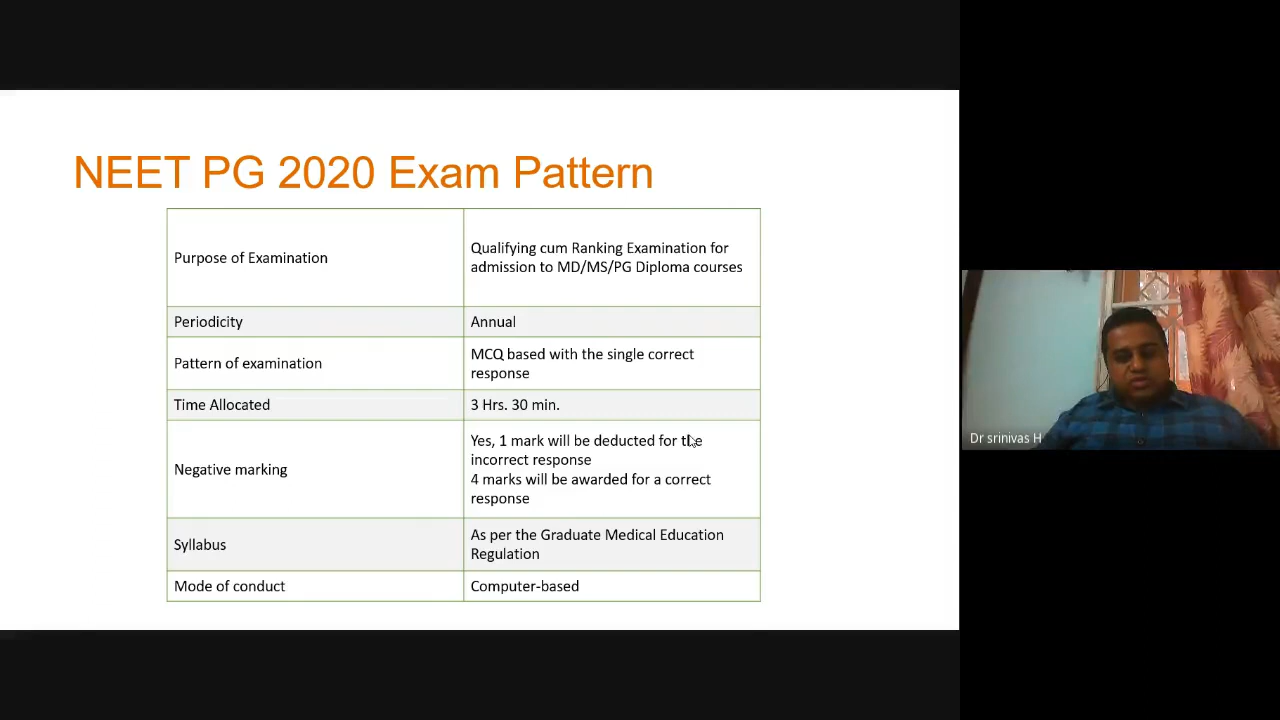 NEET PG 2020 Exam Pattern
Purpose of Examination
Qualifying cum Ranking Examination for
admission to MD/MS/PG Diploma courses
Periodicity
Annual
Pattern of examination
MCQ based with the single correct
response
Time Allocated
3 Hrs. 30 min.
Negative marking
Yes, 1 mark will be deducted for the
incorrect response
4 marks will be awarded for a correct
response
Syllabus
As per the Graduate Medical Education
Regulation
Mode of conduct
Computer-based
Dr srinivas H